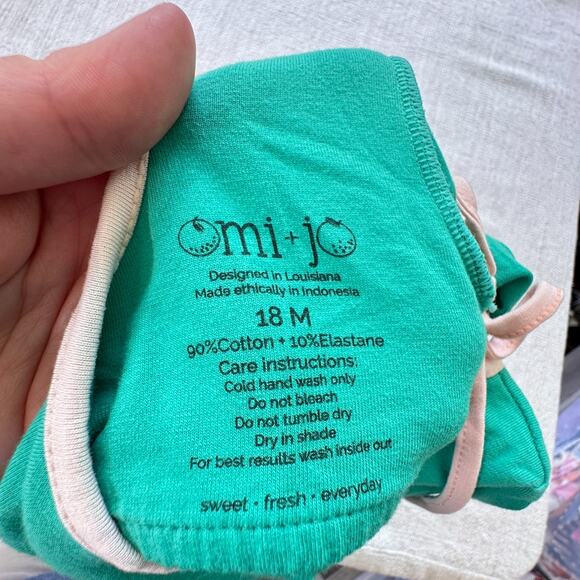 Omi + jO
Designed in Louisiana
Made ethically in Indonesia
18 M
90%Cotton + 10%Elastane
Care instructions:
Cold hand wash only
Do not bleach
Do not tumble dry
Dry in shade
For best results wash inside out
sweet • fresh • everyday